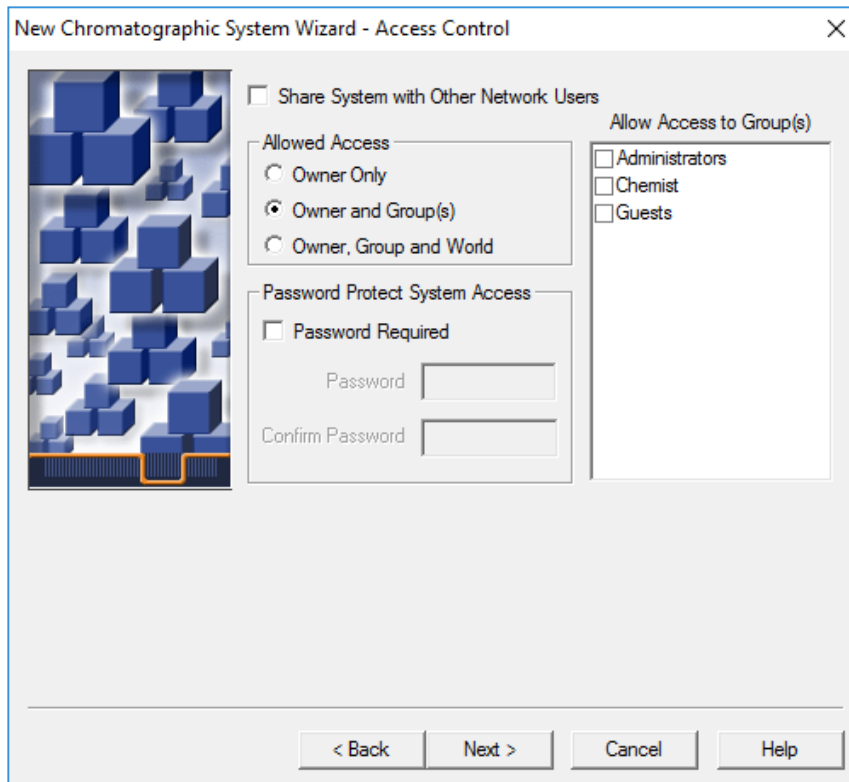 New Chromatographic System Wizard - Access Control
Share System with Other Network Users
Allowed Access
Owner Only
Owner and Group(s)
Owner, Group and World
Password Protect System Access
Password Required
Password
Confirm Password
Allow Access to Group(s)
Administrators
Chemist
Guests
< Back
Next >
Cancel
Help